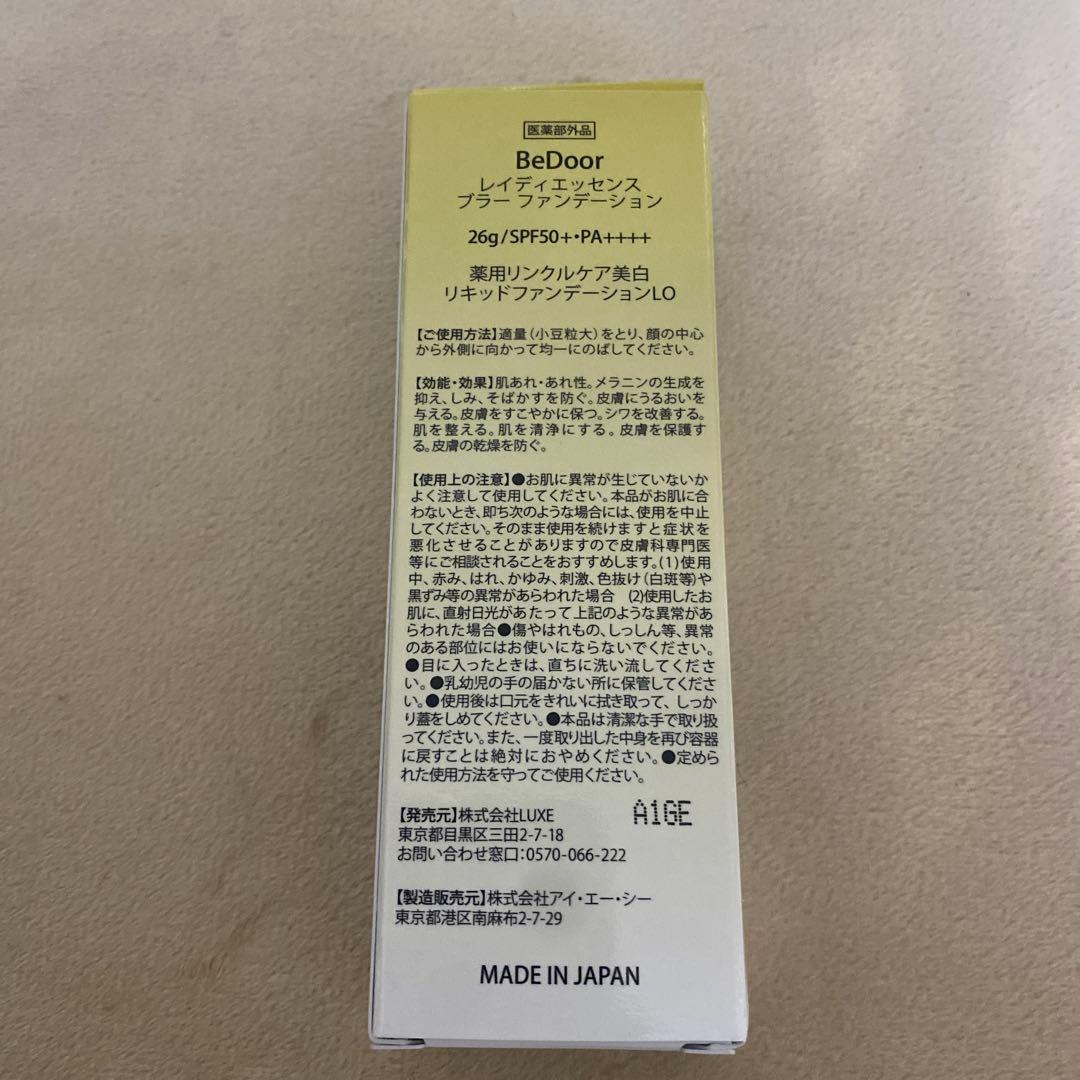 医薬部外品
BeDoor
レイディエッセンス
ブラー ファンデーション
26g/SPF50+・PA++++
薬用リンクルケア美白
リキッドファンデーションLO
【ご使用方法】適量(小豆粒大)をとり、顔の中心
から外側に向かって均一にのばしてください。
【効能・効果】肌あれ・あれ性。メラニンの生成を
抑え、しみ、そばかすを防ぐ。皮膚にうるおいを
与える。皮膚をすこやかに保つ。シワを改善する。
肌を整える。肌を清浄にする。皮膚を保護す
る。皮膚の乾燥を防ぐ。
【使用上の注意】●お肌に異常が生じていないか
よく注意して使用してください。本品がお肌に合
わないとき、即ち次のような場合には、使用を中止
してください。そのまま使用を続けますと症状を
悪化させることがありますので皮膚科専門医
等にご相談されることをおすすめします。(1)使用
中、赤み、はれ、かゆみ、刺激、色抜け(白斑等)や
黒ずみ等の異常があらわれた場合 (2)使用したお
肌に、直射日光があたって上記のような異常があ
らわれた場合●傷やはれもの、しっしん等、異常
のある部位にはお使いにならないでください。
●目に入ったときは、直ちに洗い流してくださ
い。●乳幼児の手の届かない所に保管してくださ
い。●使用後は口元をきれいに拭き取って、しっか
り蓋をしめてください。●本品は清潔な手で取り扱
ってください。また、一度取り出した中身を再び容器
に戻すことは絶対におやめください。●定めら
れた使用方法を守ってご使用ください。
【発売元】株式会社LUXE A1GE
東京都目黒区三田2-7-18
お問い合わせ窓口:0570-066-222
【製造販売元】株式会社アイ・エー・シー
東京都港区南麻布2-7-29
MADE IN JAPAN